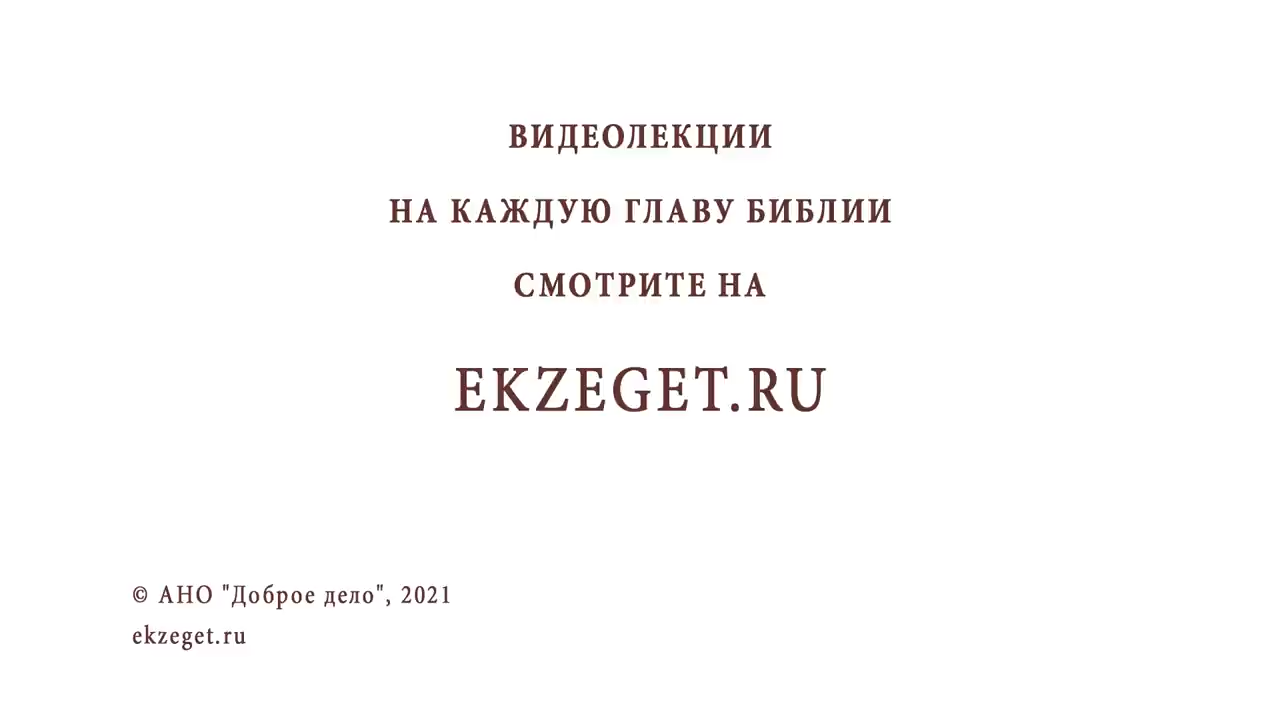 ВИДЕОЛЕКЦИИ
НА КАЖДУЮ ГЛАВУ БИБЛИИ
СМОТРИТЕ НА
EKZEGET.RU
© АНО "Доброе дело", 2021
ekzeget.ru